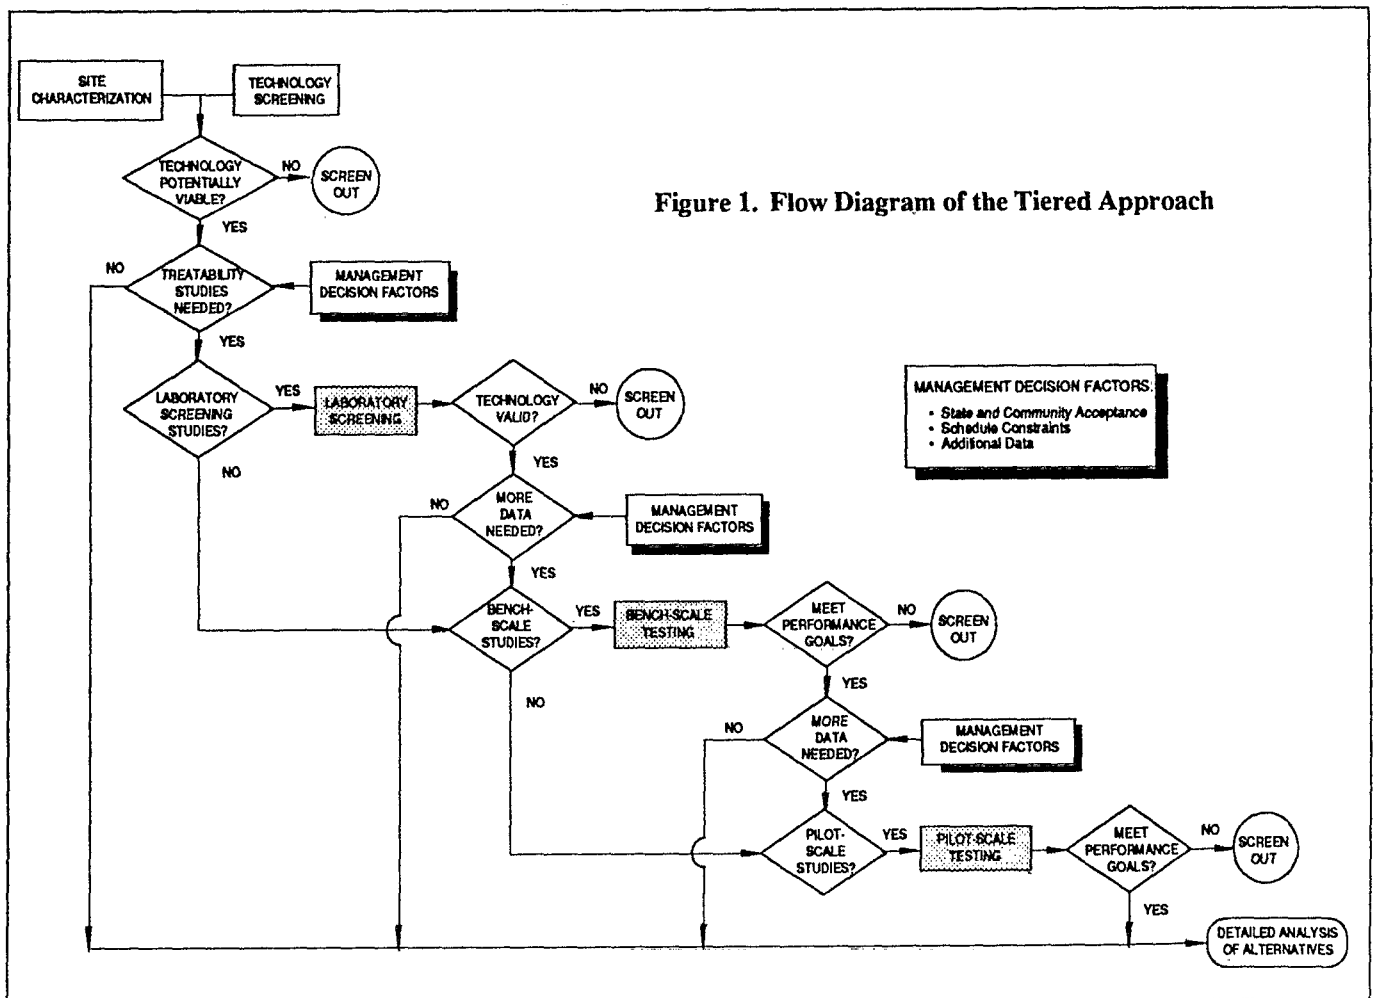 SITE
CHARACTERIZATION
TECHNOLOGY
SCREENING
TECHNOLOGY
POTENTIALLY
VIABLE?
NO
SCREEN
OUT
YES
Figure 1. Flow Diagram of the Tiered Approach
NO
TREATABILITY
STUDIES
NEEDED?
MANAGEMENT
DECISION FACTORS
YES
LABORATORY
SCREENING
STUDIES?
YES
LABORATORY
SCREENING
TECHNOLOGY
VALID?
NO
SCREEN
OUT
MANAGEMENT DECISION FACTORS:
• State and Community Acceptance
• Schedule Constraints
• Additional Data
NO
YES
NO
MORE
DATA
NEEDED?
MANAGEMENT
DECISION FACTORS
YES
BENCH-
SCALE
STUDIES?
YES
BENCH-SCALE
TESTING
MEET
PERFORMANCE
GOALS?
NO
SCREEN
OUT
NO
YES
NO
MORE
DATA
NEEDED?
MANAGEMENT
DECISION FACTORS
YES
PILOT-
SCALE
STUDIES?
YES
PILOT-SCALE
TESTING
MEET
PERFORMANCE
GOALS?
NO
SCREEN
OUT
YES
DETAILED ANALYSIS
OF ALTERNATIVES